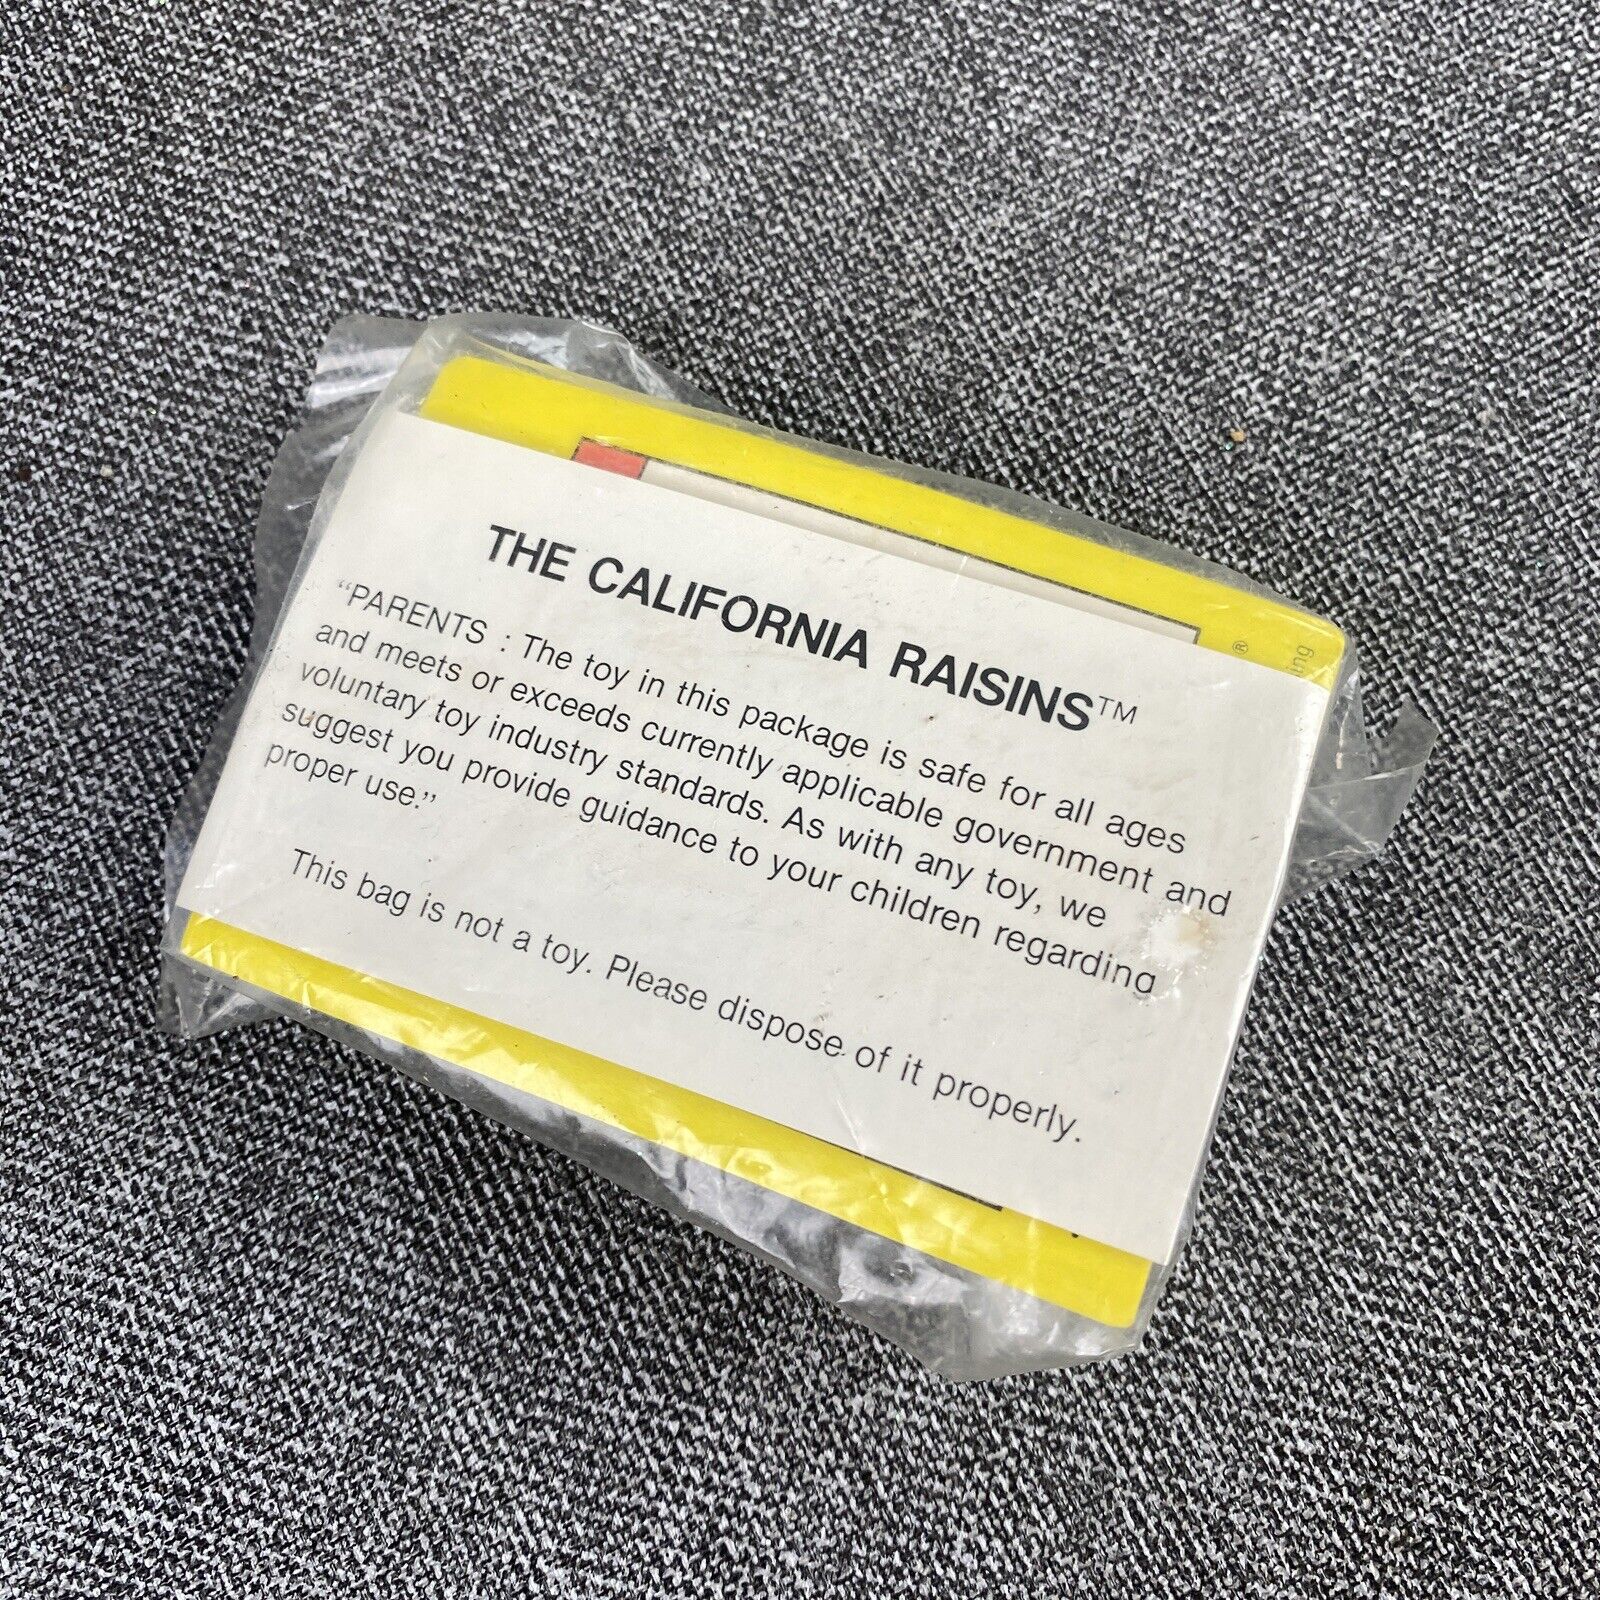 THE CALIFORNIA RAISINS™
“PARENTS : The toy in this package is safe for all ages
and meets or exceeds currently applicable government and
voluntary toy industry standards. As with any toy, we
suggest you provide guidance to your children regarding
proper use.”
This bag is not a toy. Please dispose of it properly.
®